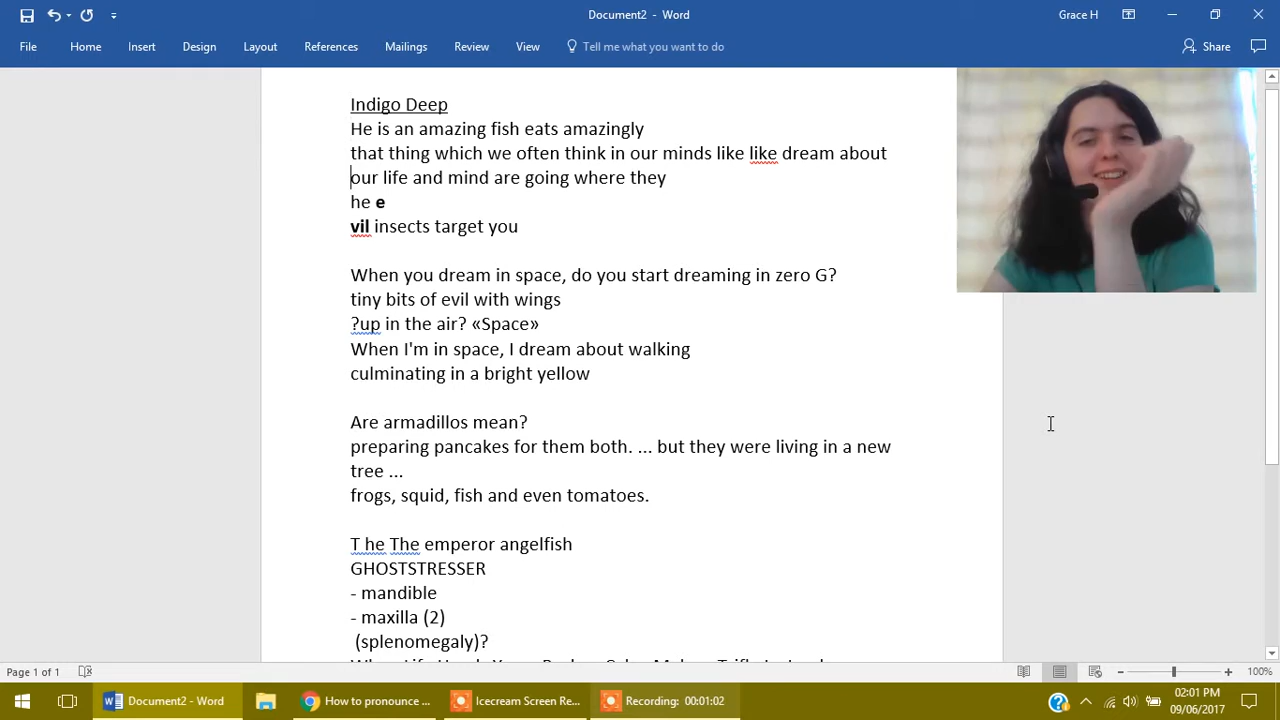 Document2 - Word
Grace H
File Home Insert Design Layout References Mailings Review View Tell me what you want to do Share
Indigo Deep
He is an amazing fish eats amazingly
that thing which we often think in our minds like like dream about
our life and mind are going where they
he e
vil insects target you
When you dream in space, do you start dreaming in zero G?
tiny bits of evil with wings
?up in the air? «Space»
When I'm in space, I dream about walking
culminating in a bright yellow
Are armadillos mean?
preparing pancakes for them both. ... but they were living in a new
tree ...
frogs, squid, fish and even tomatoes.
T he The emperor angelfish
GHOSTSTRESSER
- mandible
- maxilla (2)
(splenomegaly)?
Page 1 of 1
100%
Document2 - Word
How to pronounce ...
Icecream Screen Re...
Recording: 00:01:02
02:01 PM
09/06/2017